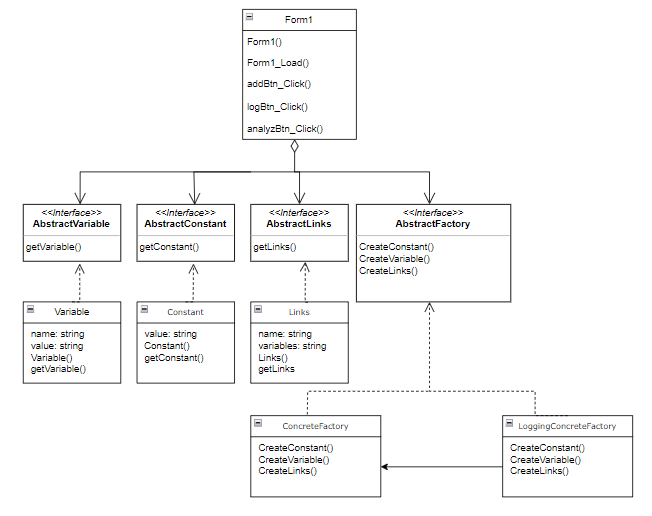 Form1
Form1()
Form1_Load()
addBtn_Click()
logBtn_Click()
analyzBtn_Click()
<<Interface>>
AbstractVariable
getVariable()
<<Interface>>
AbstractConstant
getConstant()
<<Interface>>
AbstractLinks
getLinks()
<<Interface>>
AbstractFactory
CreateConstant()
CreateVariable()
CreateLinks()
Variable
name: string
value: string
Variable()
getVariable()
Constant
value: string
Constant()
getConstant()
Links
name: string
variables: string
Links()
getLinks
ConcreteFactory
CreateConstant()
CreateVariable()
CreateLinks()
LoggingConcreteFactory
CreateConstant()
CreateVariable()
CreateLinks()